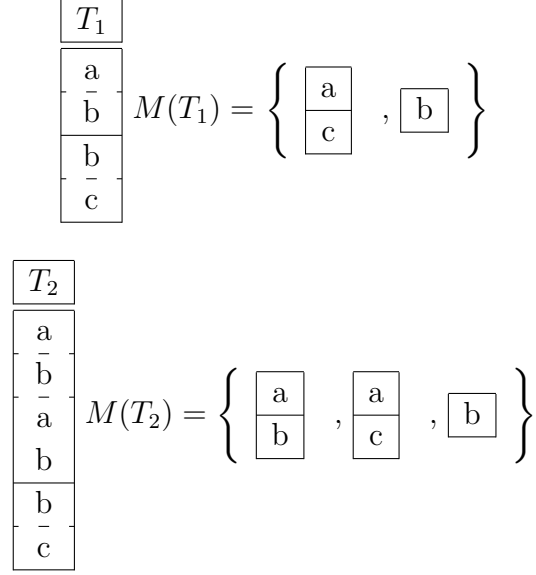 T₁
a
b
b
c
M(T₁) = { a c , b }
T₂
a
b
a
b
b
c
M(T₂) = { a b , a c , b }